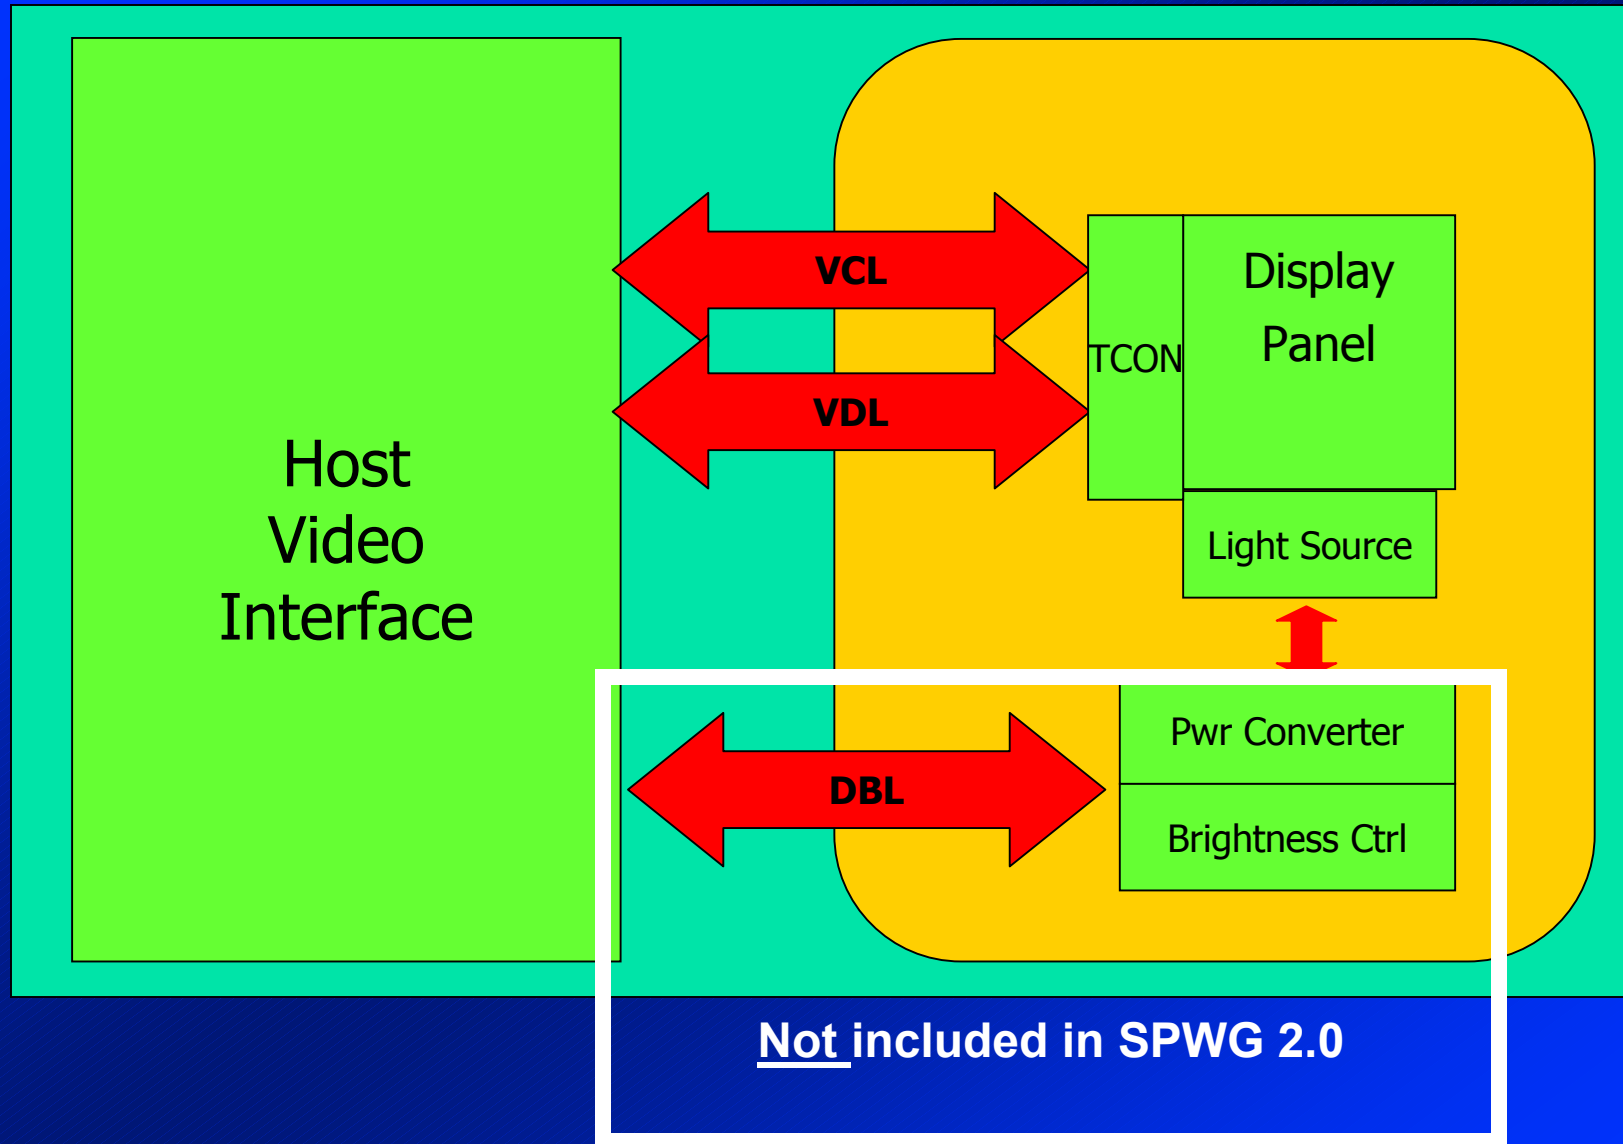 Host
Video
Interface
VCL
VDL
TCON
Display
Panel
Light Source
DBL
Pwr Converter
Brightness Ctrl
Not included in SPWG 2.0